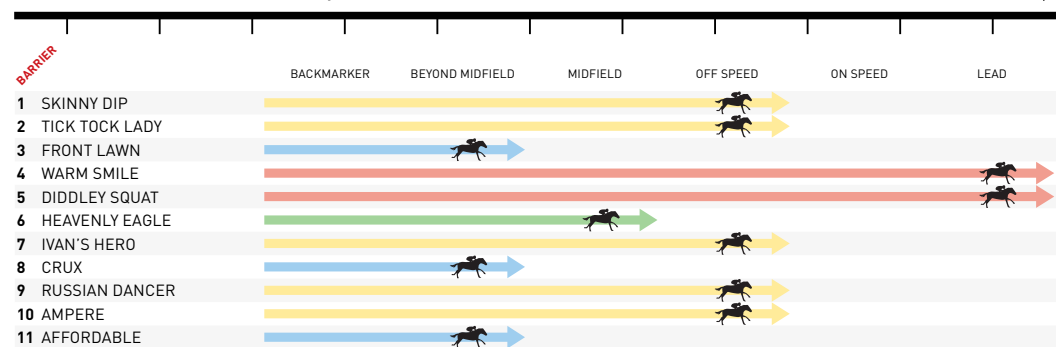 BARRIER
BACKMARKER BEYOND MIDFIELD MIDFIELD OFF SPEED ON SPEED LEAD
1 SKINNY DIP
2 TICK TOCK LADY
3 FRONT LAWN
4 WARM SMILE
5 DIDDLEY SQUAT
6 HEAVENLY EAGLE
7 IVAN'S HERO
8 CRUX
9 RUSSIAN DANCER
10 AMPERE
11 AFFORDABLE